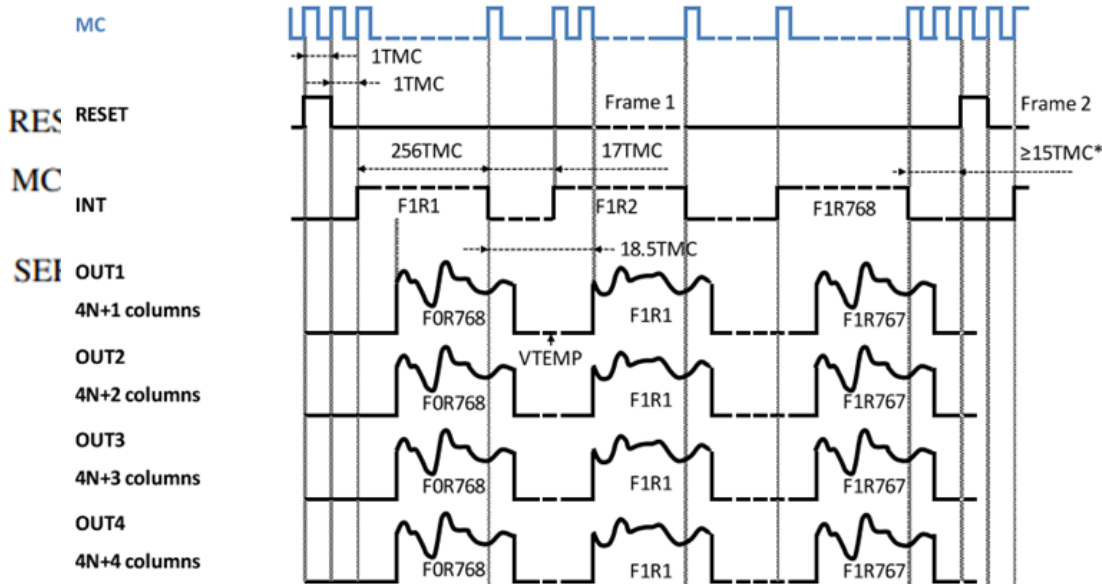 MC
1TMC
1TMC
RESET
Frame 1
Frame 2
RES
256TMC
17TMC
≥15TMC*
MC
INT
F1R1
F1R2
F1R768
18.5TMC
OUT1
4N+1 columns
F0R768
F1R1
F1R767
VTEMP
OUT2
4N+2 columns
F0R768
F1R1
F1R767
OUT3
4N+3 columns
F0R768
F1R1
F1R767
OUT4
4N+4 columns
F0R768
F1R1
F1R767